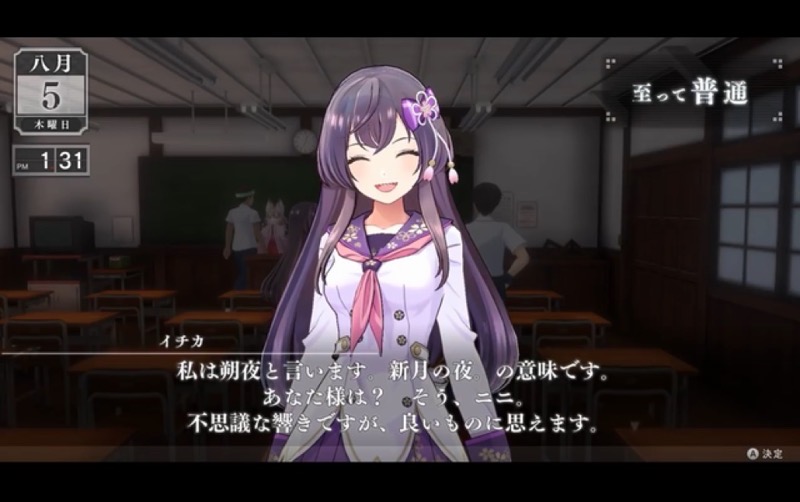 八月
5
木曜日
PM 1 31
至って普通
イチカ
私は朔夜と言います。新月の夜　の意味です。
あなた様は？　そう、ニニ。
不思議な響きですが、良いものに思えます。
A 決定